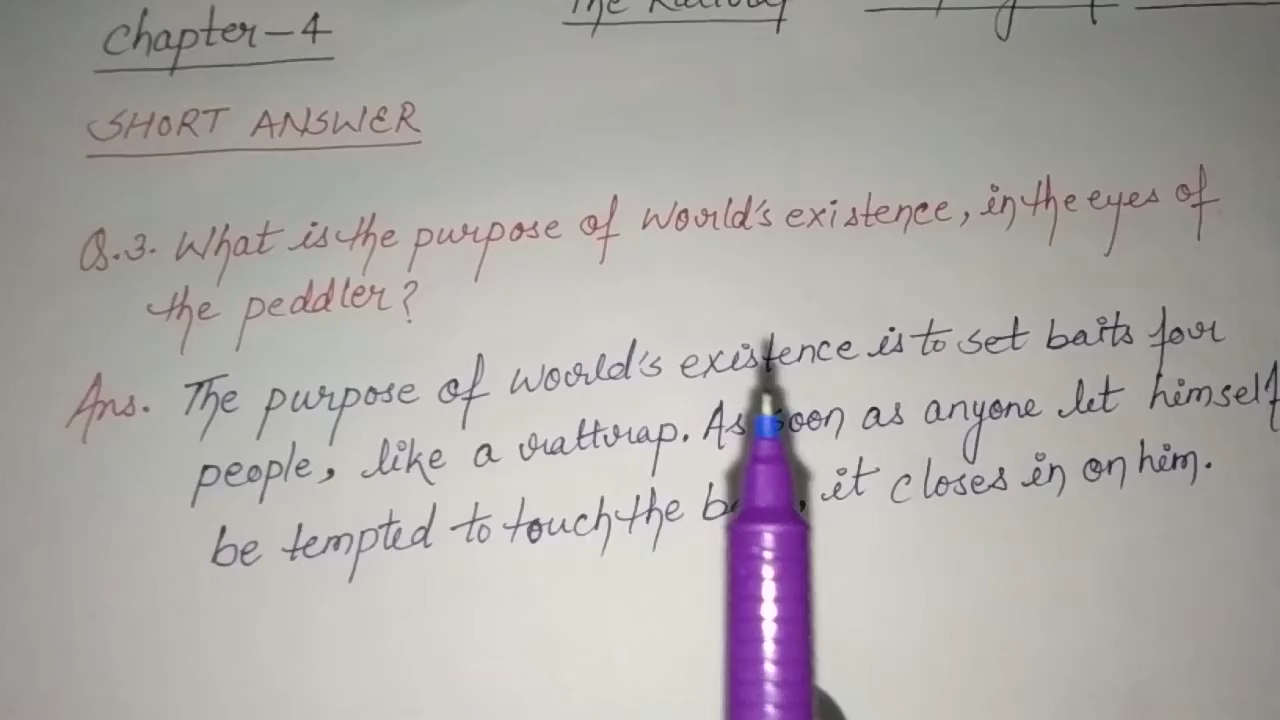 Chapter-4
The
SHORT ANSWER
Q.3. What is the purpose of World's existence, in the eyes of
the peddler?
Ans. The purpose of world's existence is to set baits for
people, like a rattrap. As soon as anyone let himself
be tempted to touch the , it closes in on him.